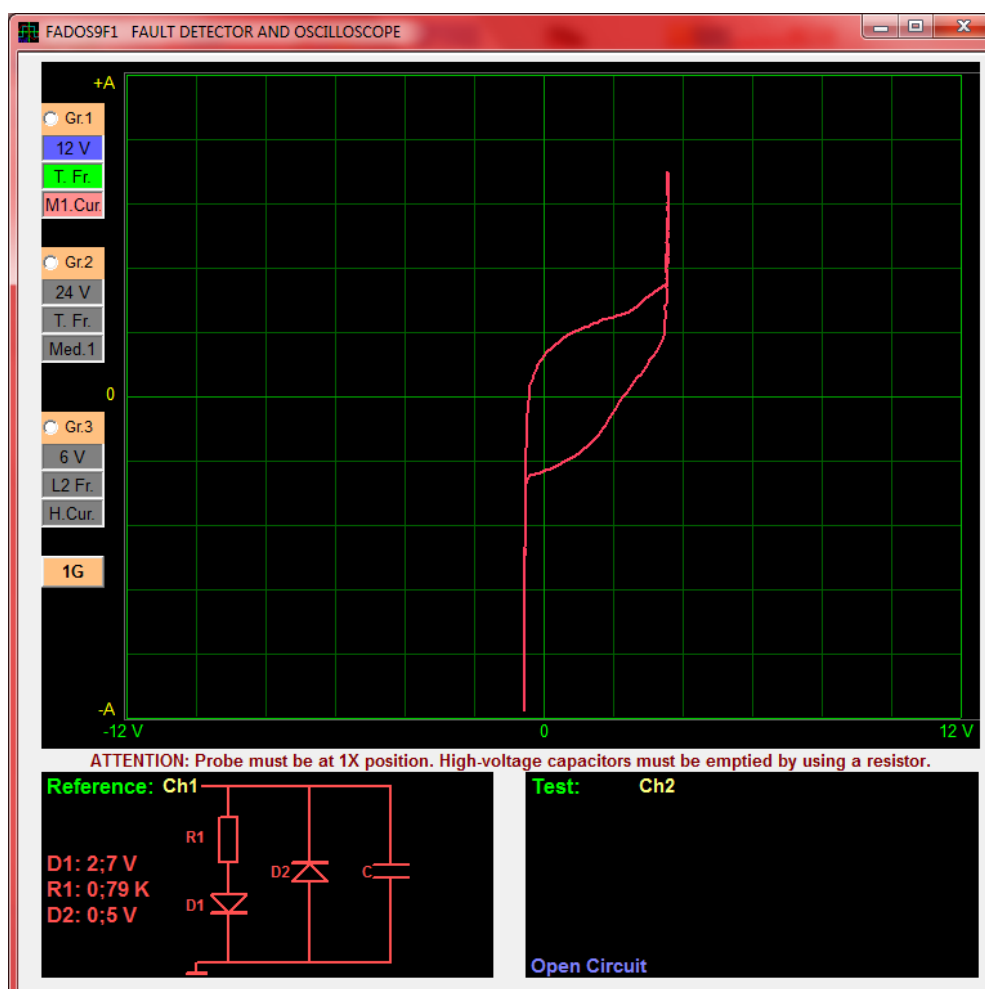 FADOS9F1 FAULT DETECTOR AND OSCILLOSCOPE
+A
Gr.1
12 V
T. Fr.
M1.Cur.
Gr.2
24 V
T. Fr.
Med.1
0
Gr.3
6 V
L2 Fr.
H.Cur.
1G
-A
-12 V 0 12 V
ATTENTION: Probe must be at 1X position. High-voltage capacitors must be emptied by using a resistor.
Reference: Ch1
R1
D2
C
D1: 2;7 V
R1: 0;79 K
D2: 0;5 V
D1
Test: Ch2
Open Circuit